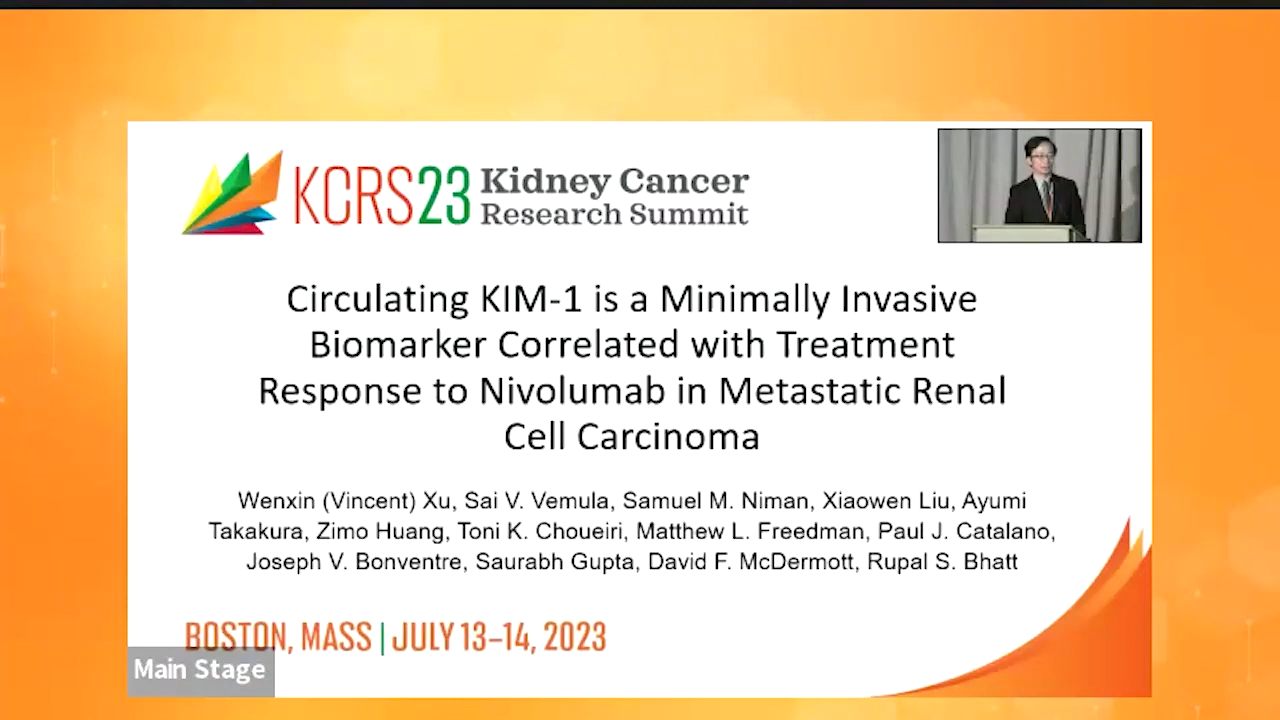 KCRS23 Kidney Cancer
Research Summit
Circulating KIM-1 is a Minimally Invasive
Biomarker Correlated with Treatment
Response to Nivolumab in Metastatic Renal
Cell Carcinoma
Wenxin (Vincent) Xu, Sai V. Vemula, Samuel M. Niman, Xiaowen Liu, Ayumi
Takakura, Zimo Huang, Toni K. Choueiri, Matthew L. Freedman, Paul J. Catalano,
Joseph V. Bonventre, Saurabh Gupta, David F. McDermott, Rupal S. Bhatt
BOSTON, MASS | JULY 13–14, 2023
Main Stage